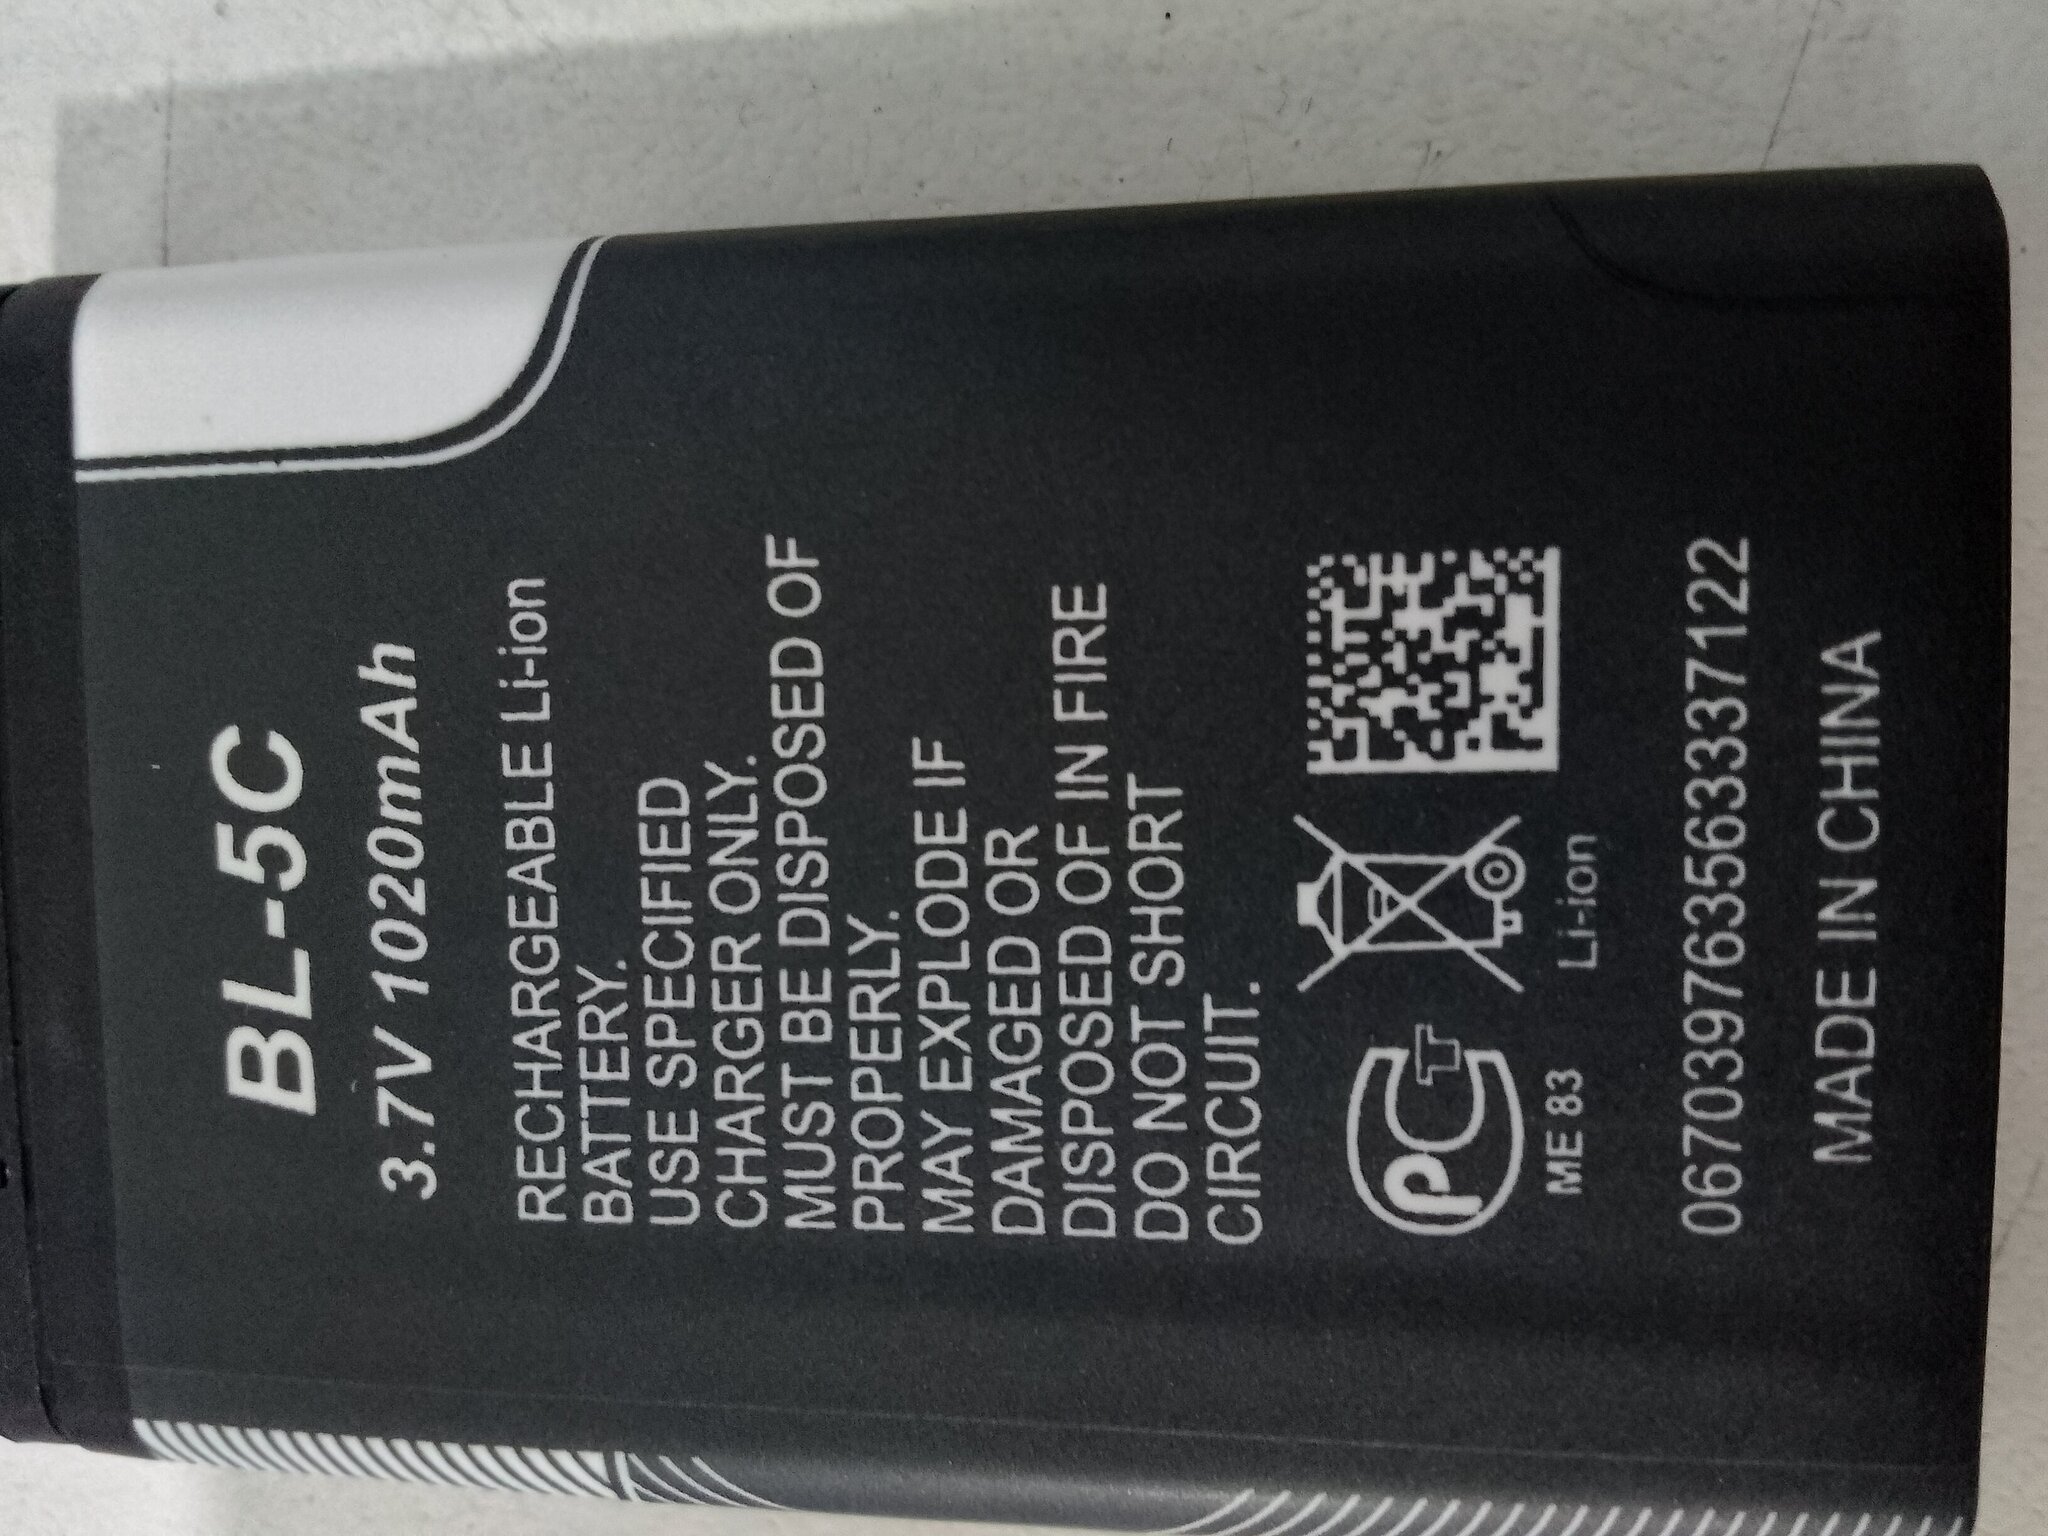 BL-5C
3.7V 1020mAh
RECHARGEABLE Li-ion
BATTERY.
USE SPECIFIED
CHARGER ONLY.
MUST BE DISPOSED OF
PROPERLY.
MAY EXPLODE IF
DAMAGED OR
DISPOSED OF IN FIRE
DO NOT SHORT
CIRCUIT.
PCT
ME 83
Li-ion
0670397635633337122
MADE IN CHINA